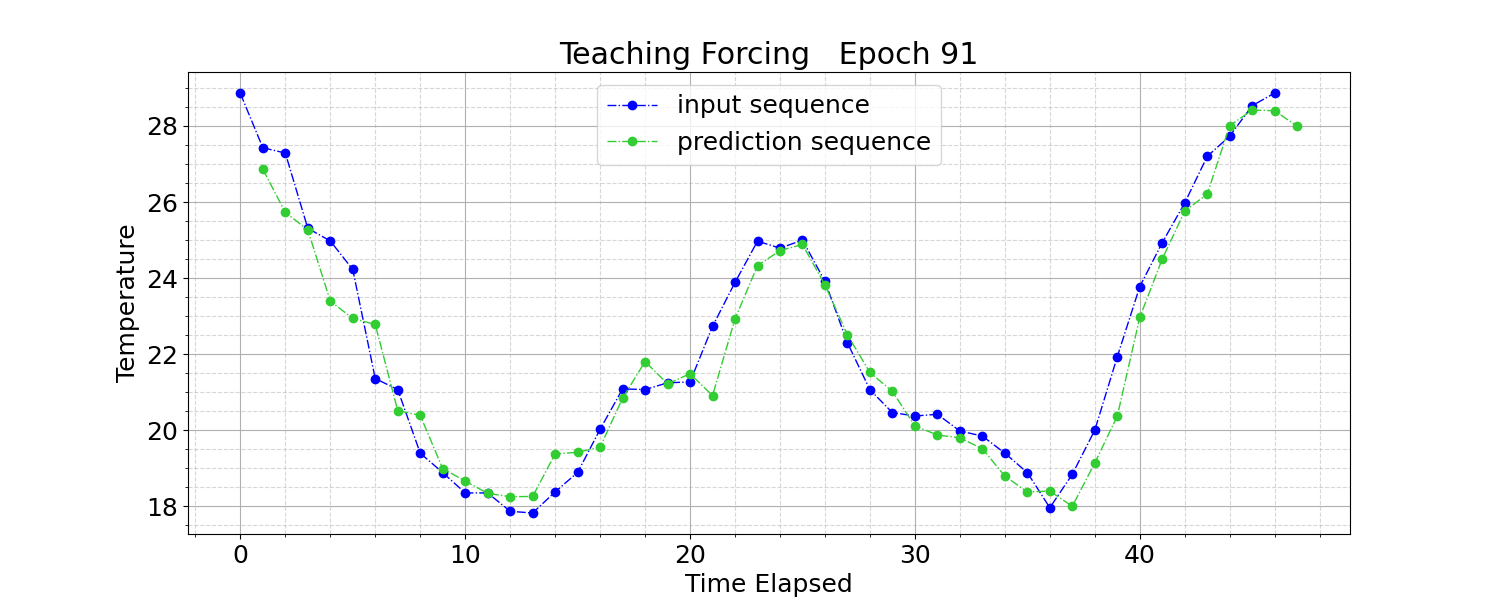 Teaching Forcing   Epoch 91
input sequence
prediction sequence
Temperature
28
26
24
22
20
18
0 10 20 30 40
Time Elapsed